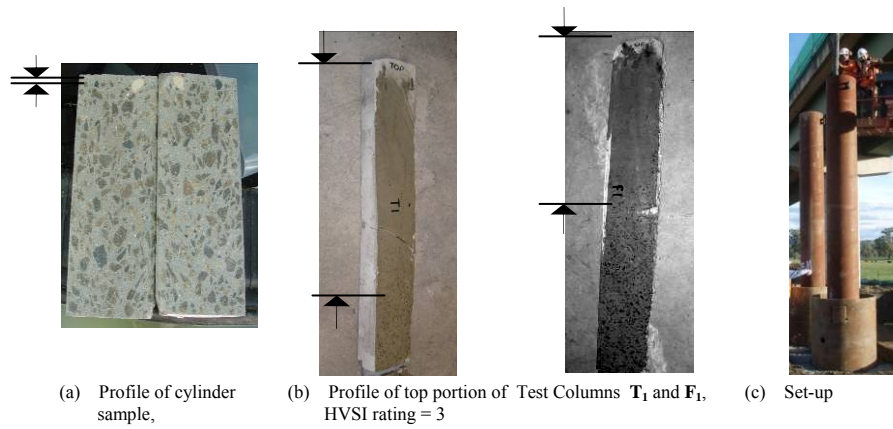 TOP
T1
F1
(a) Profile of cylinder sample,
(b) Profile of top portion of Test Columns T₁ and F₁, HVSI rating = 3
(c) Set-up